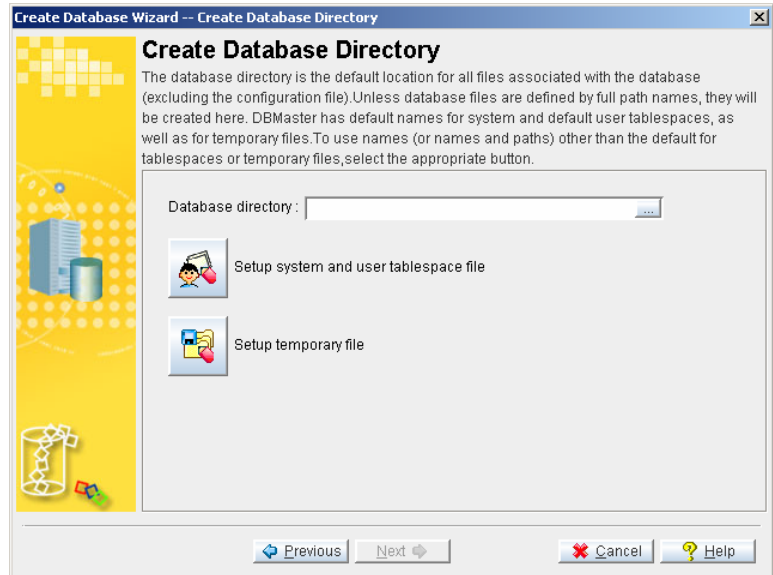 Create Database Wizard -- Create Database Directory
Create Database Directory
The database directory is the default location for all files associated with the database
(excluding the configuration file).Unless database files are defined by full path names, they will
be created here. DBMaster has default names for system and default user tablespaces, as
well as for temporary files.To use names (or names and paths) other than the default for
tablespaces or temporary files,select the appropriate button.
Database directory : ...
Setup system and user tablespace file
Setup temporary file
Previous Next Cancel Help